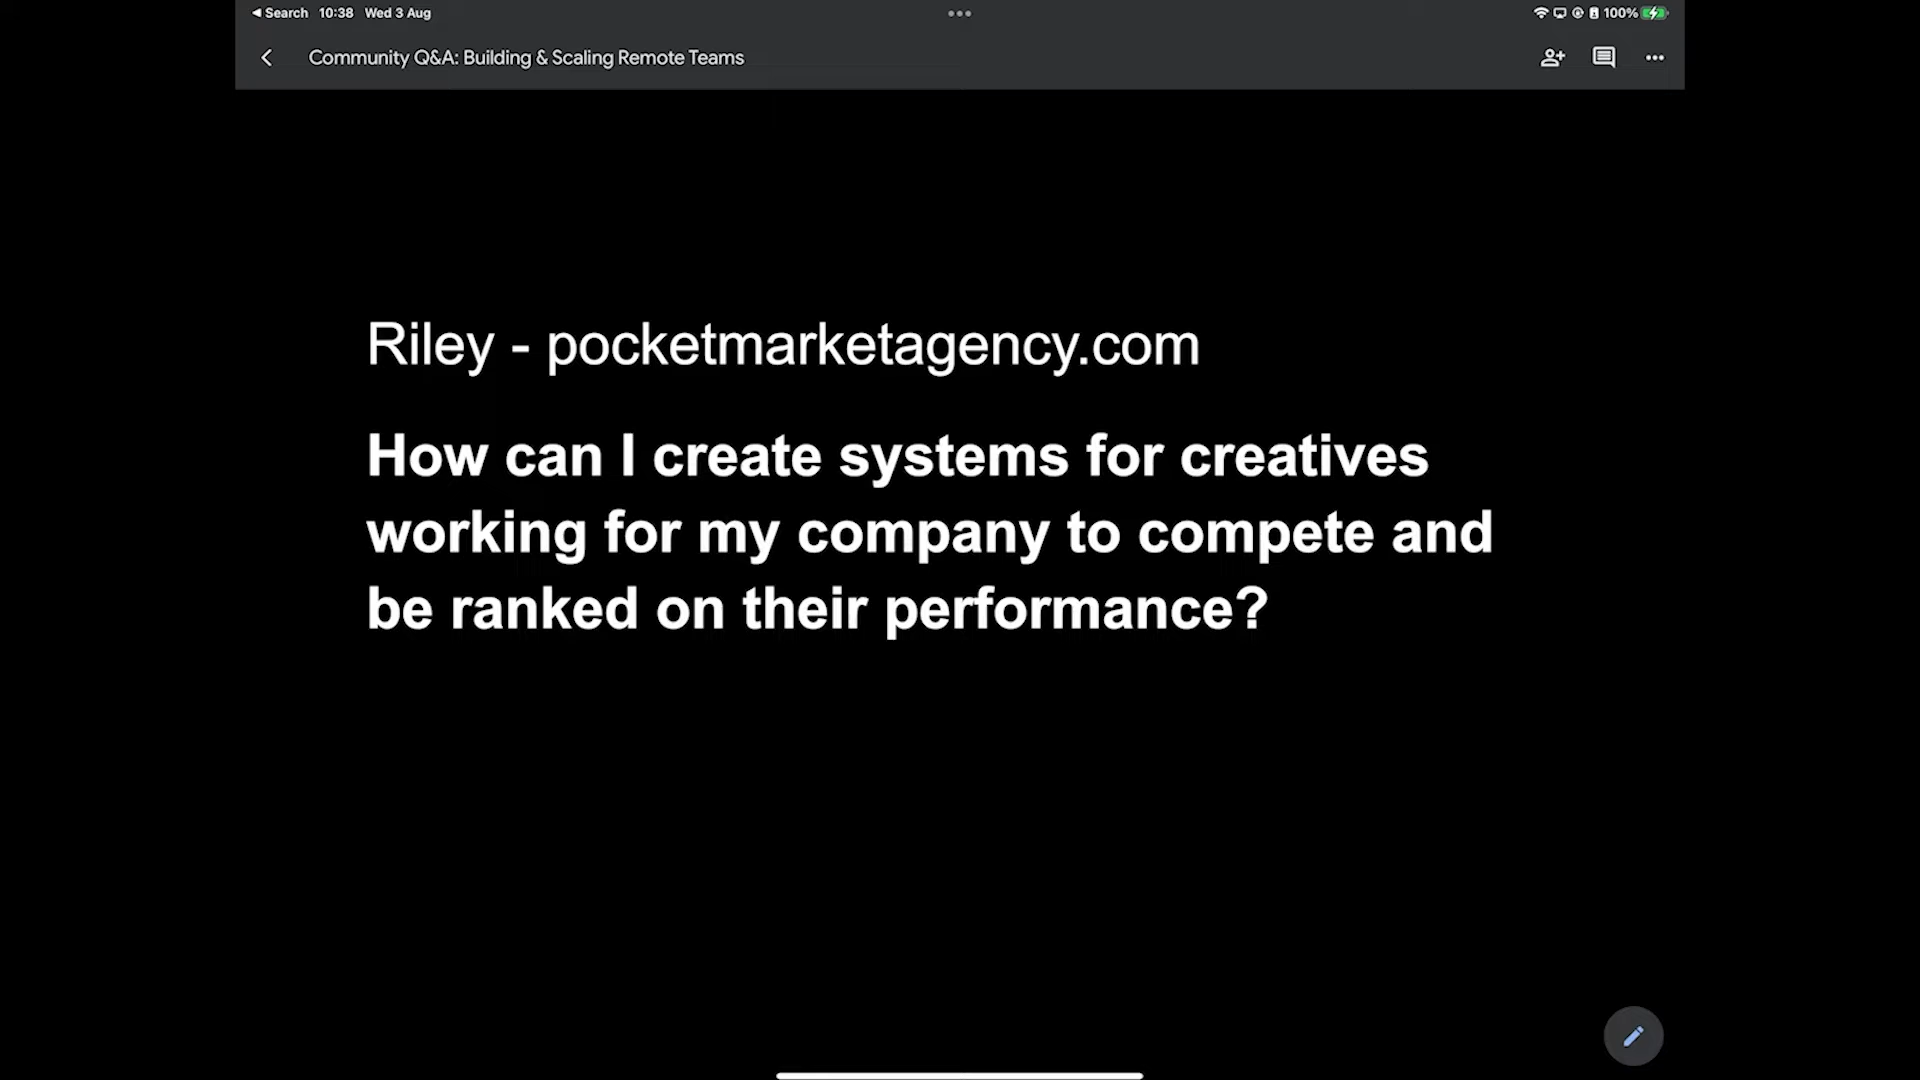 Search 10:38 Wed 3 Aug 100%
Community Q&A: Building & Scaling Remote Teams
Riley - pocketmarketagency.com
How can I create systems for creatives
working for my company to compete and
be ranked on their performance?